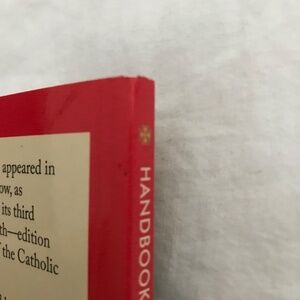 appeared in
ow, as
its third
th—edition
f the Catholic
HANDBOOK